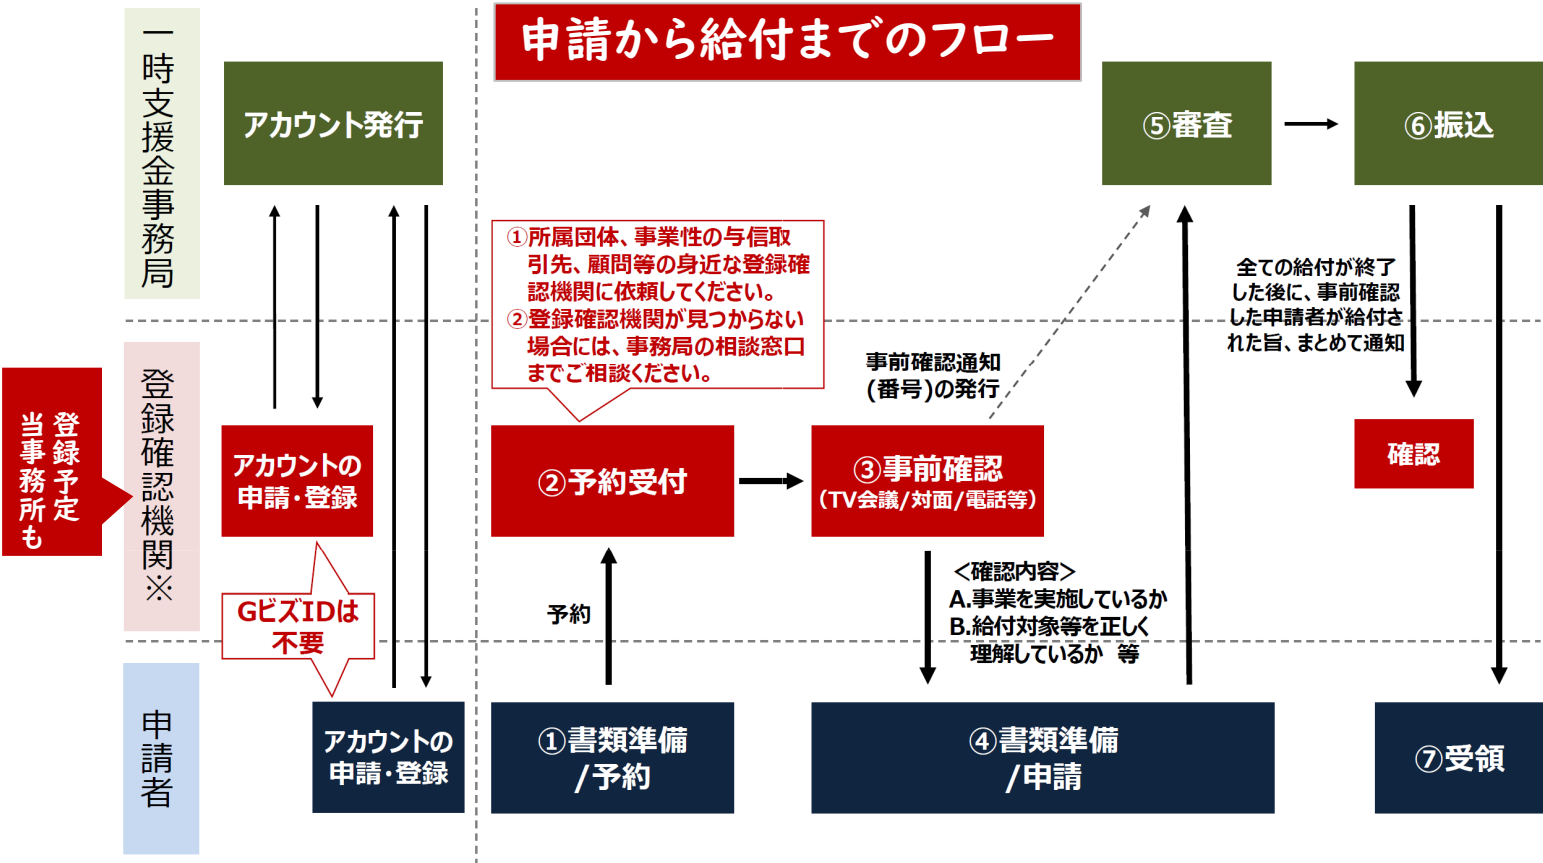 申請から給付までのフロー
一時支援金事務局
アカウント発行
⑤審査
⑥振込
①所属団体、事業性の与信取
引先、顧問等の身近な登録確
認機関に依頼してください。
②登録確認機関が見つからない
場合には、事務局の相談窓口
までご相談ください。
事前確認通知
(番号)の発行
全ての給付が終了
した後に、事前確認
した申請者が給付さ
れた旨、まとめて通知
登録確認機関※
当事務所も
登録予定
アカウントの
申請・登録
②予約受付
③事前確認
（TV会議/対面/電話等）
確認
GビズIDは
不要
予約
＜確認内容＞
A.事業を実施しているか
B.給付対象等を正しく
理解しているか 等
申請者
アカウントの
申請・登録
①書類準備
/予約
④書類準備
/申請
⑦受領